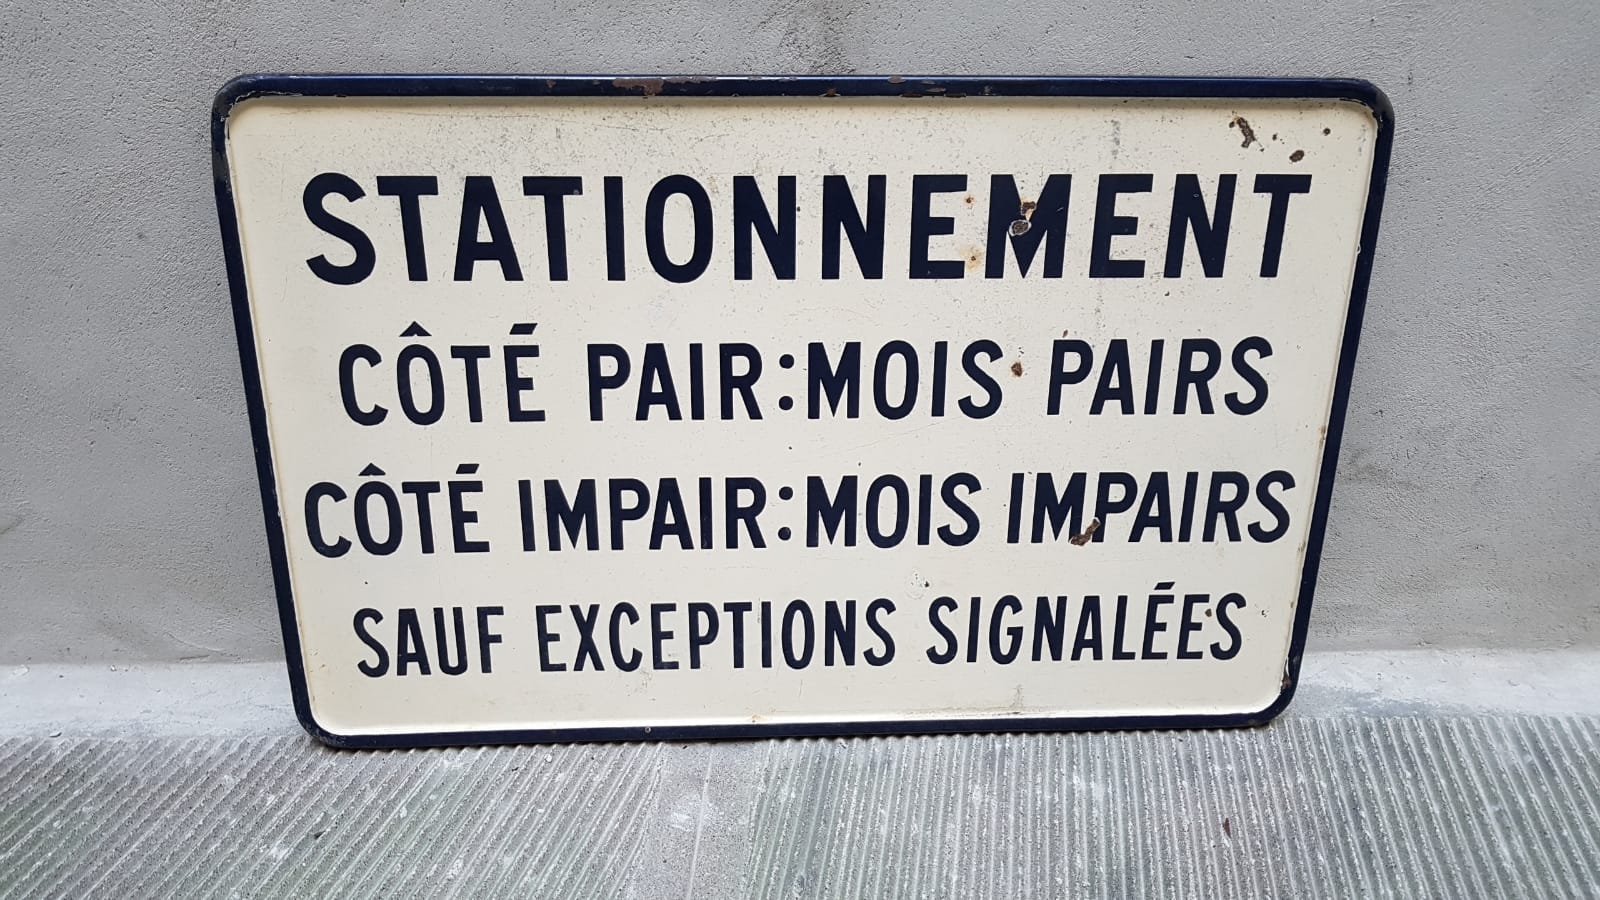 STATIONNEMENT
CÔTÉ PAIR:MOIS PAIRS
CÔTÉ IMPAIR:MOIS IMPAIRS
SAUF EXCEPTIONS SIGNALÉES